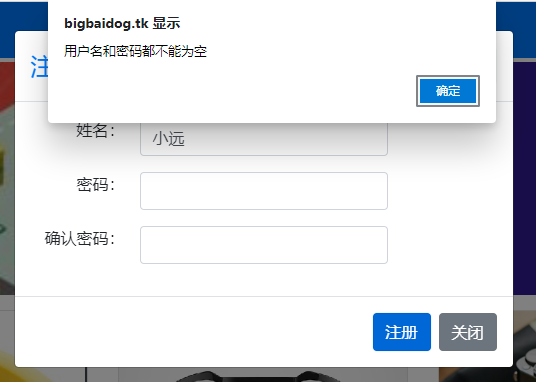 bigbaidog.tk 显示
用户名和密码都不能为空
确定
注
姓名：
小远
密码：
确认密码：
注册
关闭